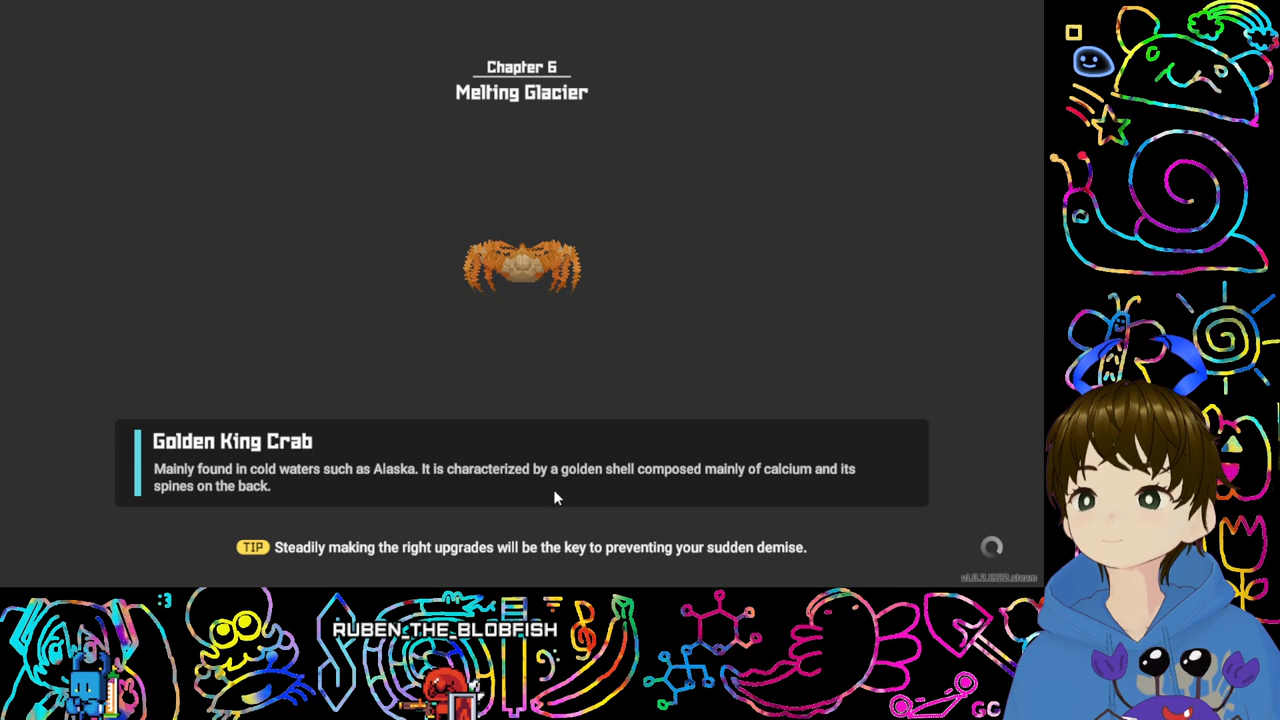 Chapter 6
Melting Glacier
Golden King Crab
Mainly found in cold waters such as Alaska. It is characterized by a golden shell composed mainly of calcium and its
spines on the back.
TIP Steadily making the right upgrades will be the key to preventing your sudden demise.
:3
RUBEN_THE_BLOBFISH
GO